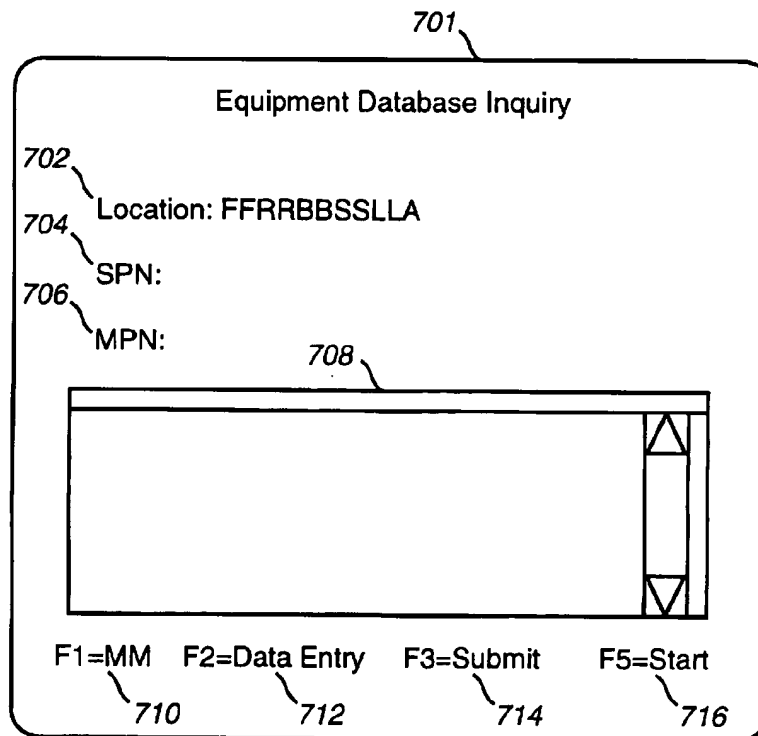 701
Equipment Database Inquiry
702
Location: FFRRBBSSLLA
704
SPN:
706
MPN:
708
F1=MM F2=Data Entry F3=Submit F5=Start
710 712 714 716